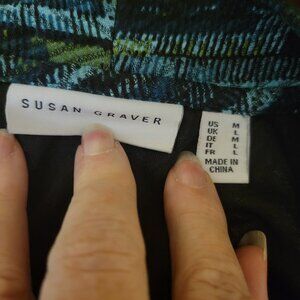 SUSAN GRAVER
US M
UK L
DE M
IT L
FR L
MADE IN
CHINA